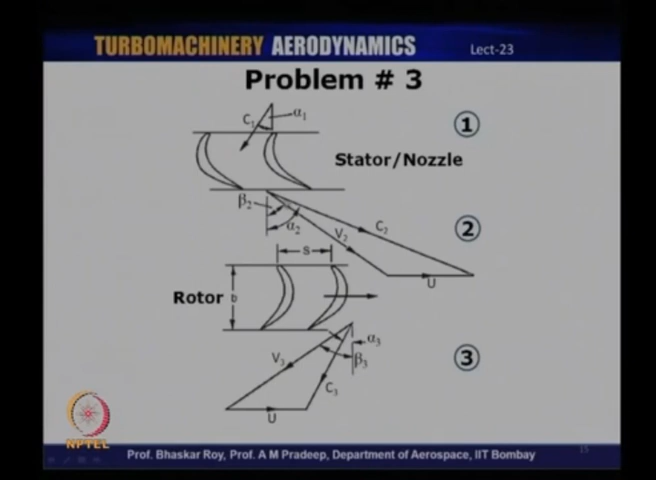 TURBOMACHINERY AERODYNAMICS Lect-23
Problem # 3
C₁ α₁ 1
Stator/Nozzle
β₂ α₂ V₂ C₂ 2
s U
Rotor b
V₃ α₃ β₃ 3
C₃
U
NPTEL
Prof. Bhaskar Roy, Prof. A M Pradeep, Department of Aerospace, IIT Bombay 15